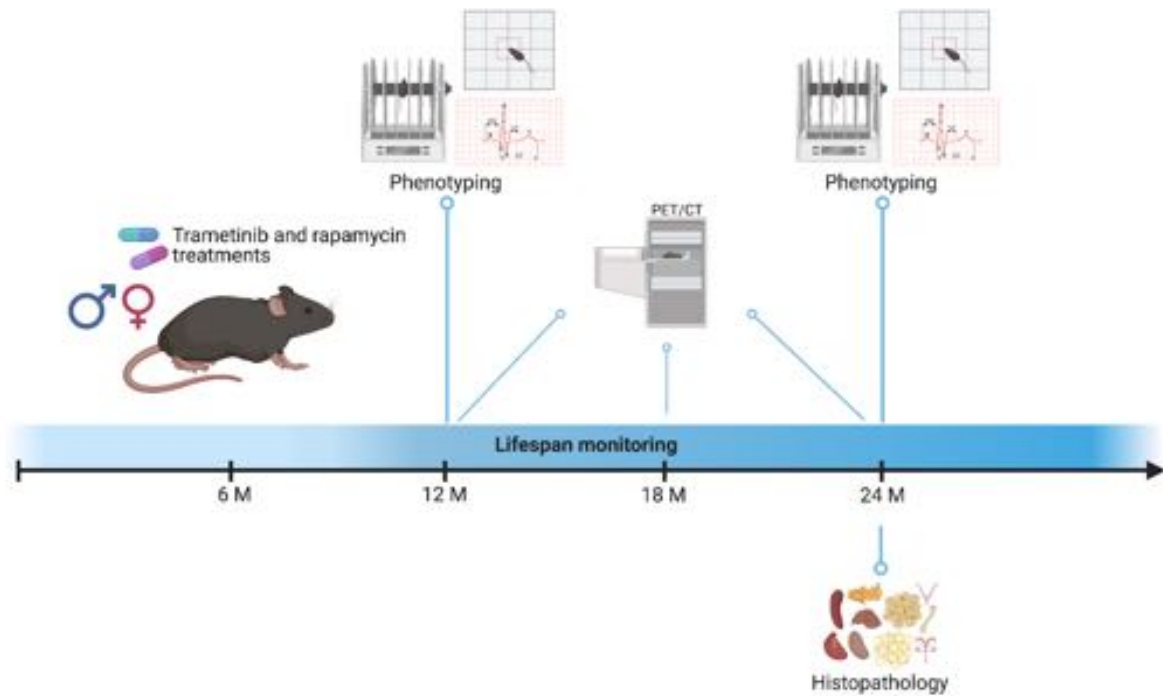 Phenotyping
Phenotyping
PET/CT
Trametinib and rapamycin
treatments
Lifespan monitoring
6 M
12 M
18 M
24 M
Histopathology